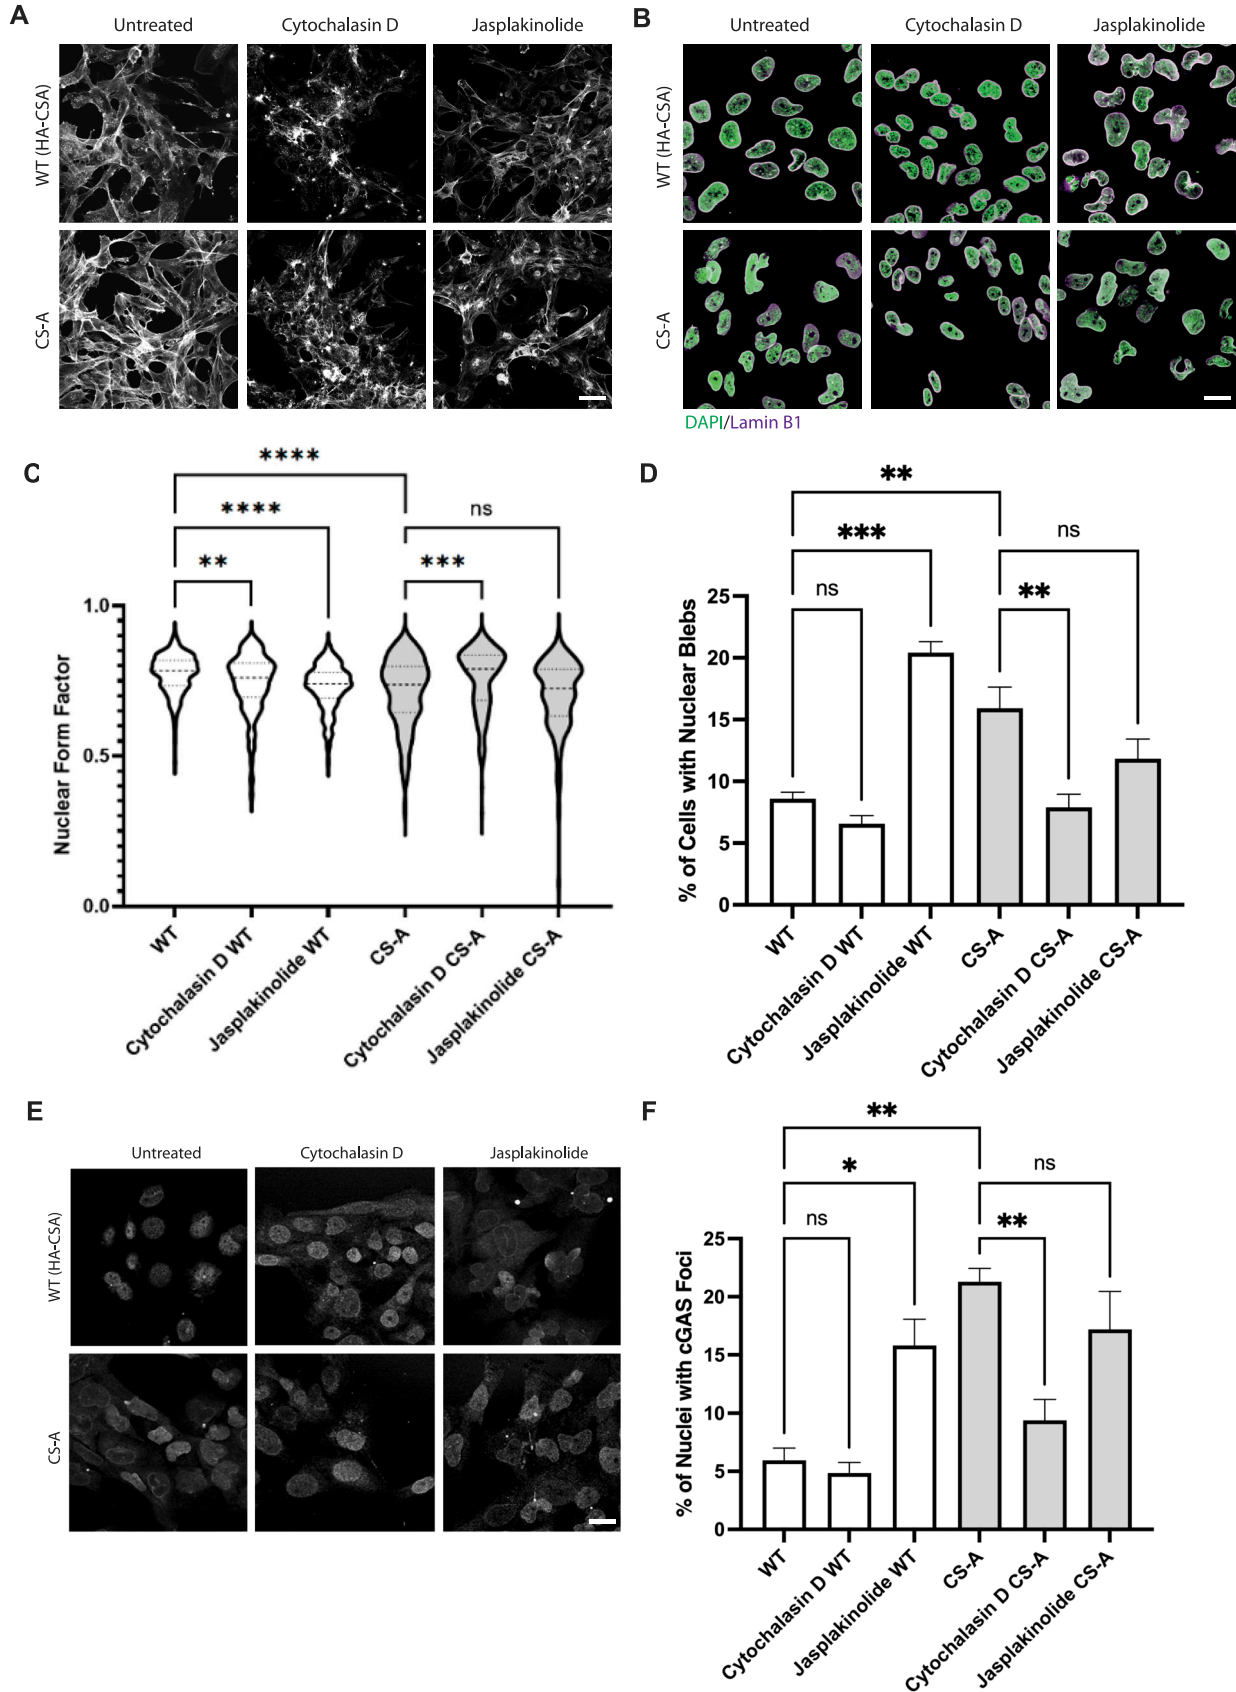 A
Untreated
Cytochalasin D
Jasplakinolide
WT (HA-CSA)
CS-A
B
Untreated
Cytochalasin D
Jasplakinolide
WT (HA-CSA)
CS-A
DAPI/Lamin B1
C
****
****
ns
**
***
1.0
0.5
0.0
Nuclear Form Factor
WT
Cytochalasin D WT
Jasplakinolide WT
CS-A
Cytochalasin D CS-A
Jasplakinolide CS-A
D
**
***
ns
ns
**
25
20
15
10
5
0
% of Cells with Nuclear Blebs
WT
Cytochalasin D WT
Jasplakinolide WT
CS-A
Cytochalasin D CS-A
Jasplakinolide CS-A
E
Untreated
Cytochalasin D
Jasplakinolide
WT (HA-CSA)
CS-A
F
**
*
ns
ns
**
25
20
15
10
5
0
% of Nuclei with cGAS Foci
WT
Cytochalasin D WT
Jasplakinolide WT
CS-A
Cytochalasin D CS-A
Jasplakinolide CS-A